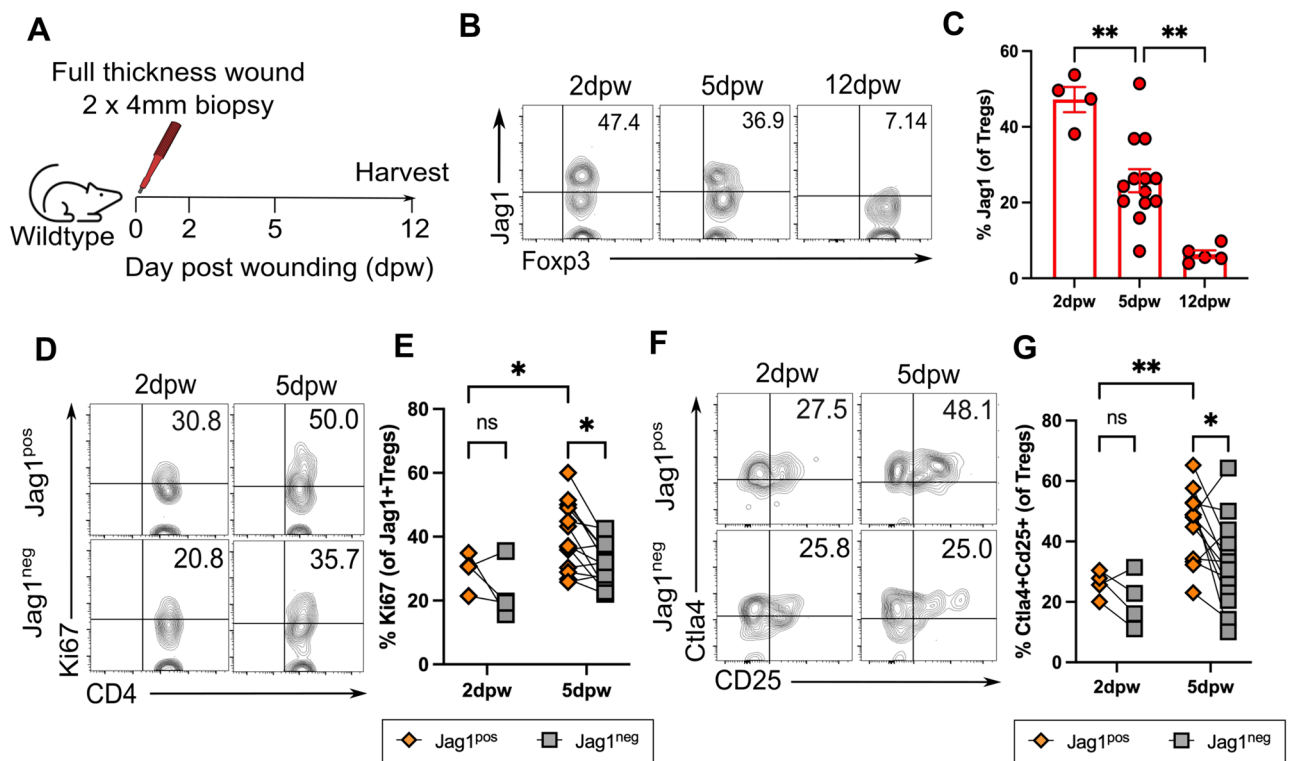 A
Full thickness wound
2 x 4mm biopsy
Harvest
Wildtype
0 2 5 12
Day post wounding (dpw)
B
2dpw 5dpw 12dpw
47.4 36.9 7.14
Jag1
Foxp3
C
** **
% Jag1 (of Tregs)
60
40
20
0
2dpw 5dpw 12dpw
D
2dpw 5dpw
Jag1pos
30.8 50.0
Jag1neg
20.8 35.7
Ki67
CD4
E
*
ns *
% Ki67 (of Jag1+Tregs)
80
60
40
20
0
2dpw 5dpw
Jag1pos Jag1neg
F
2dpw 5dpw
Jag1pos
27.5 48.1
Jag1neg
25.8 25.0
Ctla4
CD25
G
**
ns *
% Ctla4+Cd25+ (of Tregs)
80
60
40
20
0
2dpw 5dpw
Jag1pos Jag1neg